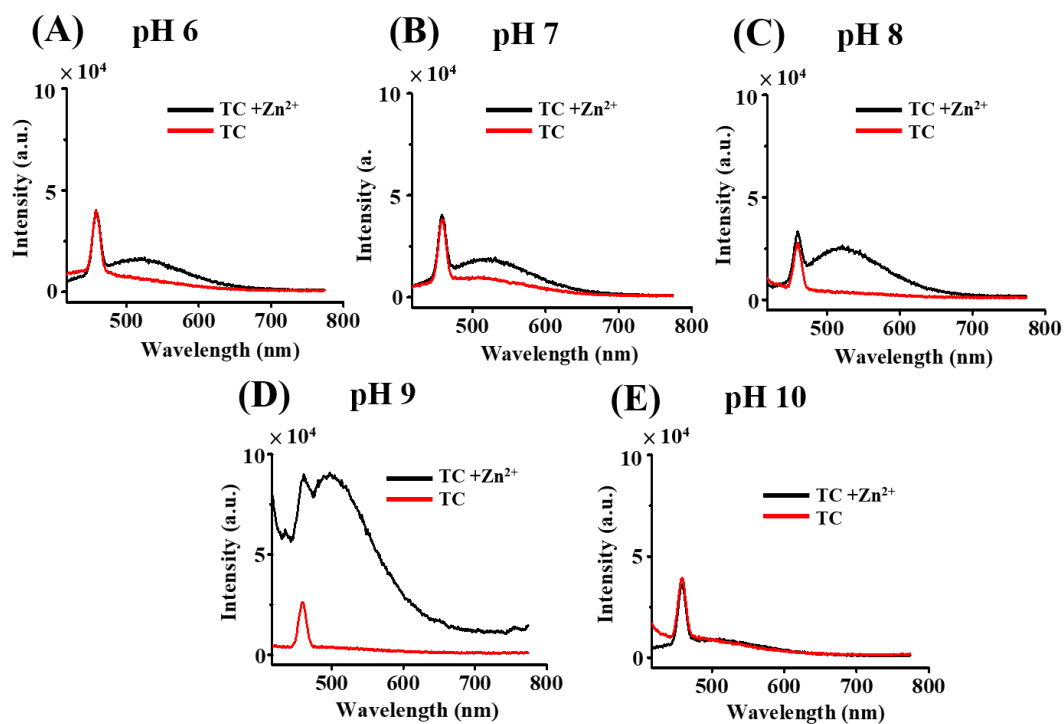 (A) pH 6
× 10⁴
10
5
0
Intensity (a.u.)
TC +Zn²⁺
TC
500 600 700 800
Wavelength (nm)
(B) pH 7
× 10⁴
10
5
0
Intensity (a.
TC +Zn²⁺
TC
500 600 700 800
Wavelength (nm)
(C) pH 8
× 10⁴
10
5
0
Intensity (a.u.)
TC +Zn²⁺
TC
500 600 700 800
Wavelength (nm)
(D) pH 9
× 10⁴
10
5
0
Intensity (a.u.)
TC +Zn²⁺
TC
500 600 700 800
Wavelength (nm)
(E) pH 10
× 10⁴
10
5
0
Intensity (a.u.)
TC +Zn²⁺
TC
500 600 700 800
Wavelength (nm)